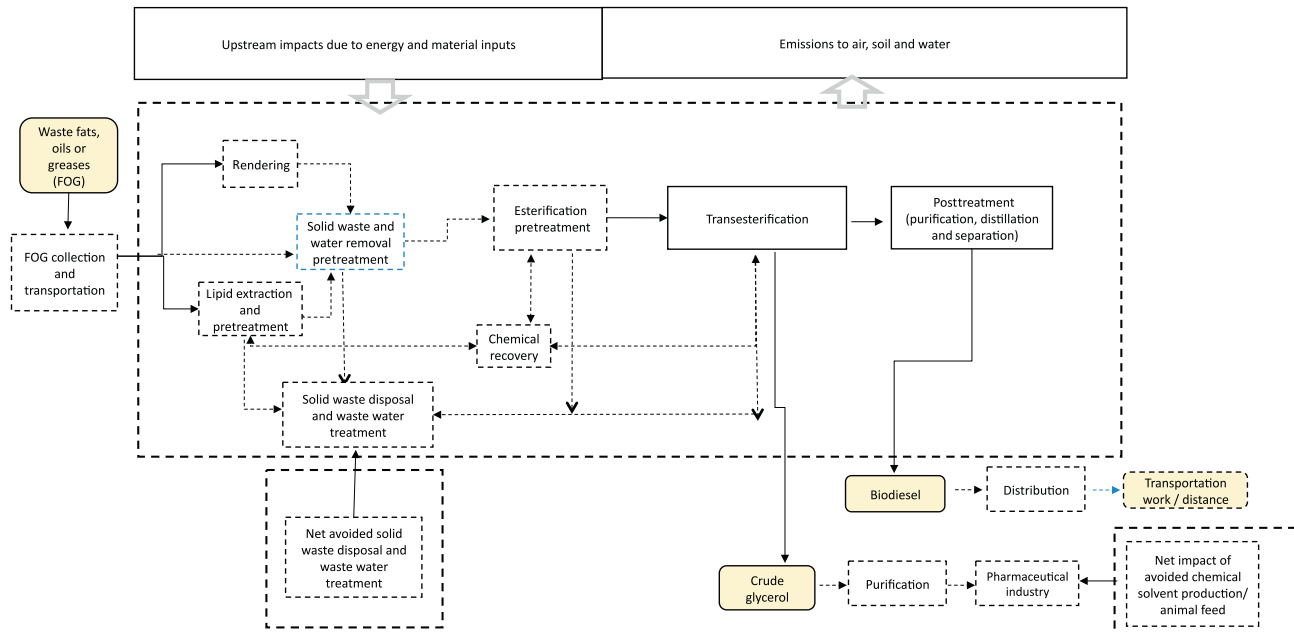 Upstream impacts due to energy and material inputs
Emissions to air, soil and water
Waste fats,
oils or
greases
(FOG)
Rendering
FOG collection
and
transportation
Solid waste and
water removal
pretreatment
Lipid extraction
and
pretreatment
Esterification
pretreatment
Transesterification
Posttreatment
(purification, distillation
and separation)
Chemical
recovery
Solid waste disposal
and waste water
treatment
Net avoided solid
waste disposal and
waste water
treatment
Biodiesel
Distribution
Transportation
work / distance
Crude
glycerol
Purification
Pharmaceutical
industry
Net impact of
avoided chemical
solvent production/
animal feed